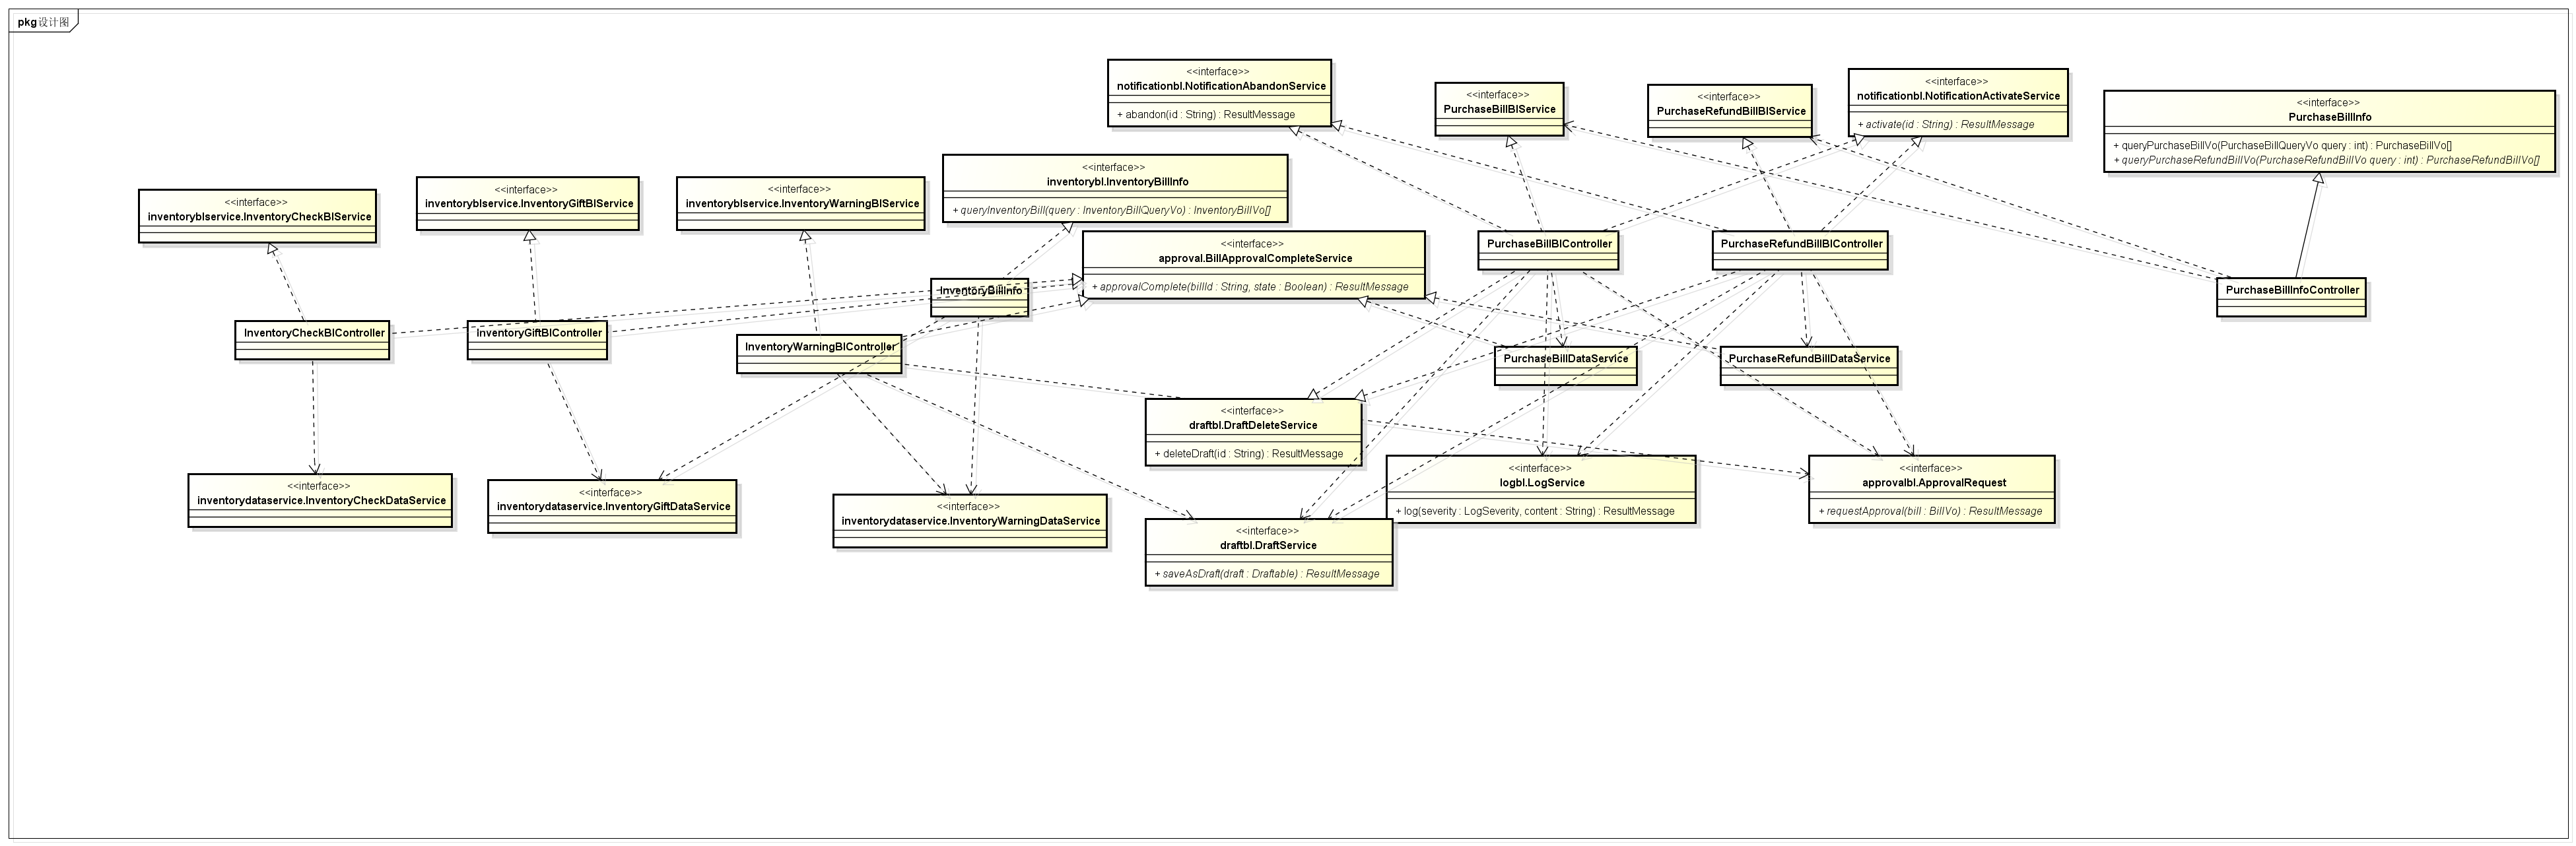 pkg 设计图
<<interface>>
notificationbl.NotificationAbandonService
+ abandon(id : String) : ResultMessage
<<interface>>
PurchaseBillBlService
<<interface>>
PurchaseRefundBillBlService
<<interface>>
notificationbl.NotificationActivateService
+ activate(id : String) : ResultMessage
<<interface>>
PurchaseBillInfo
+ queryPurchaseBillVo(PurchaseBillQueryVo query : int) : PurchaseBillVo[]
+ queryPurchaseRefundBillVo(PurchaseRefundBillVo query : int) : PurchaseRefundBillVo[]
<<interface>>
inventoryblservice.InventoryCheckBlService
<<interface>>
inventoryblservice.InventoryGiftBlService
<<interface>>
inventoryblservice.InventoryWarningBlService
<<interface>>
inventorybl.InventoryBillInfo
+ queryInventoryBill(query : InventoryBillQueryVo) : InventoryBillVo[]
<<interface>>
approval.BillApprovalCompleteService
+ approvalComplete(billId : String, state : Boolean) : ResultMessage
PurchaseBillBlController
PurchaseRefundBillBlController
PurchaseBillInfoController
InventoryBillInfo
InventoryCheckBlController
InventoryGiftBlController
InventoryWarningBlController
PurchaseBillDataService
PurchaseRefundBillDataService
<<interface>>
draftbl.DraftDeleteService
+ deleteDraft(id : String) : ResultMessage
<<interface>>
logbl.LogService
+ log(severity : LogSeverity, content : String) : ResultMessage
<<interface>>
approvalbl.ApprovalRequest
+ requestApproval(bill : BillVo) : ResultMessage
<<interface>>
inventorydataservice.InventoryCheckDataService
<<interface>>
inventorydataservice.InventoryGiftDataService
<<interface>>
inventorydataservice.InventoryWarningDataService
<<interface>>
draftbl.DraftService
+ saveAsDraft(draft : Draftable) : ResultMessage